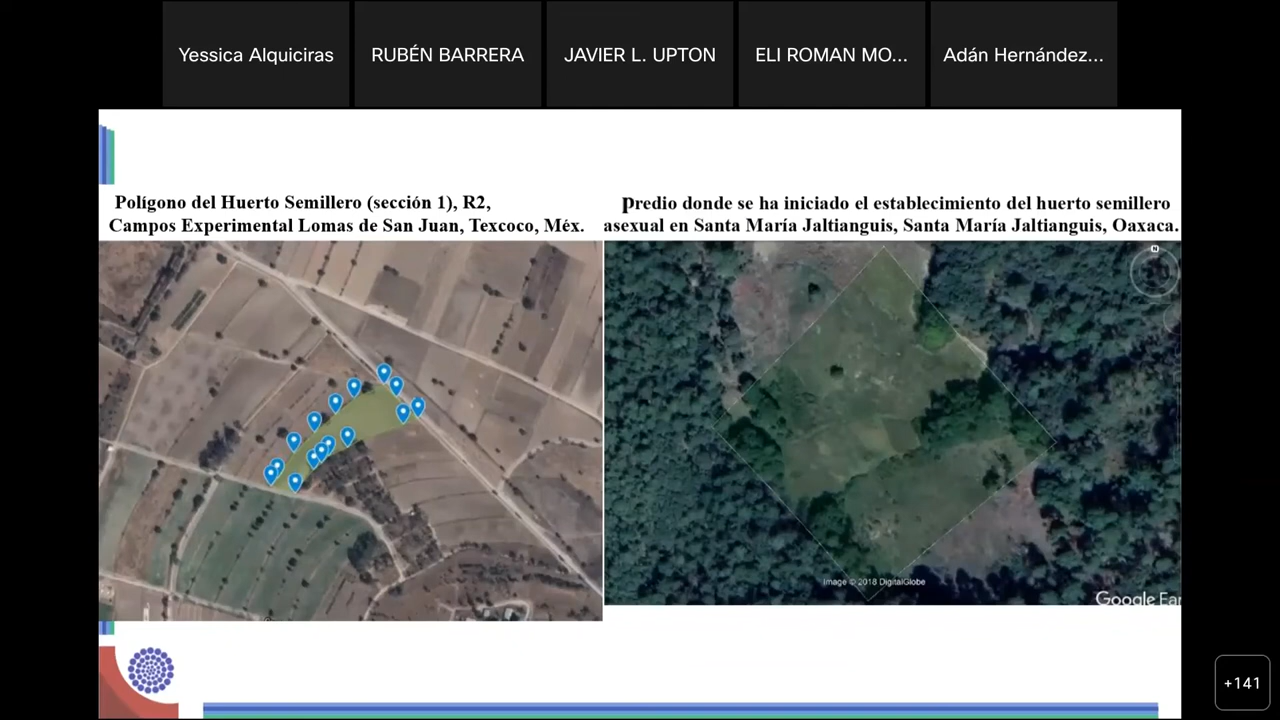 Yessica Alquiciras
RUBÉN BARRERA
JAVIER L. UPTON
ELI ROMAN MO...
Adán Hernández...
Polígono del Huerto Semillero (sección 1), R2,
Campos Experimental Lomas de San Juan, Texcoco, Méx.
Predio donde se ha iniciado el establecimiento del huerto semillero
asexual en Santa María Jaltianguis, Santa María Jaltianguis, Oaxaca.
N
Image © 2018 DigitalGlobe
Google Ear
+141